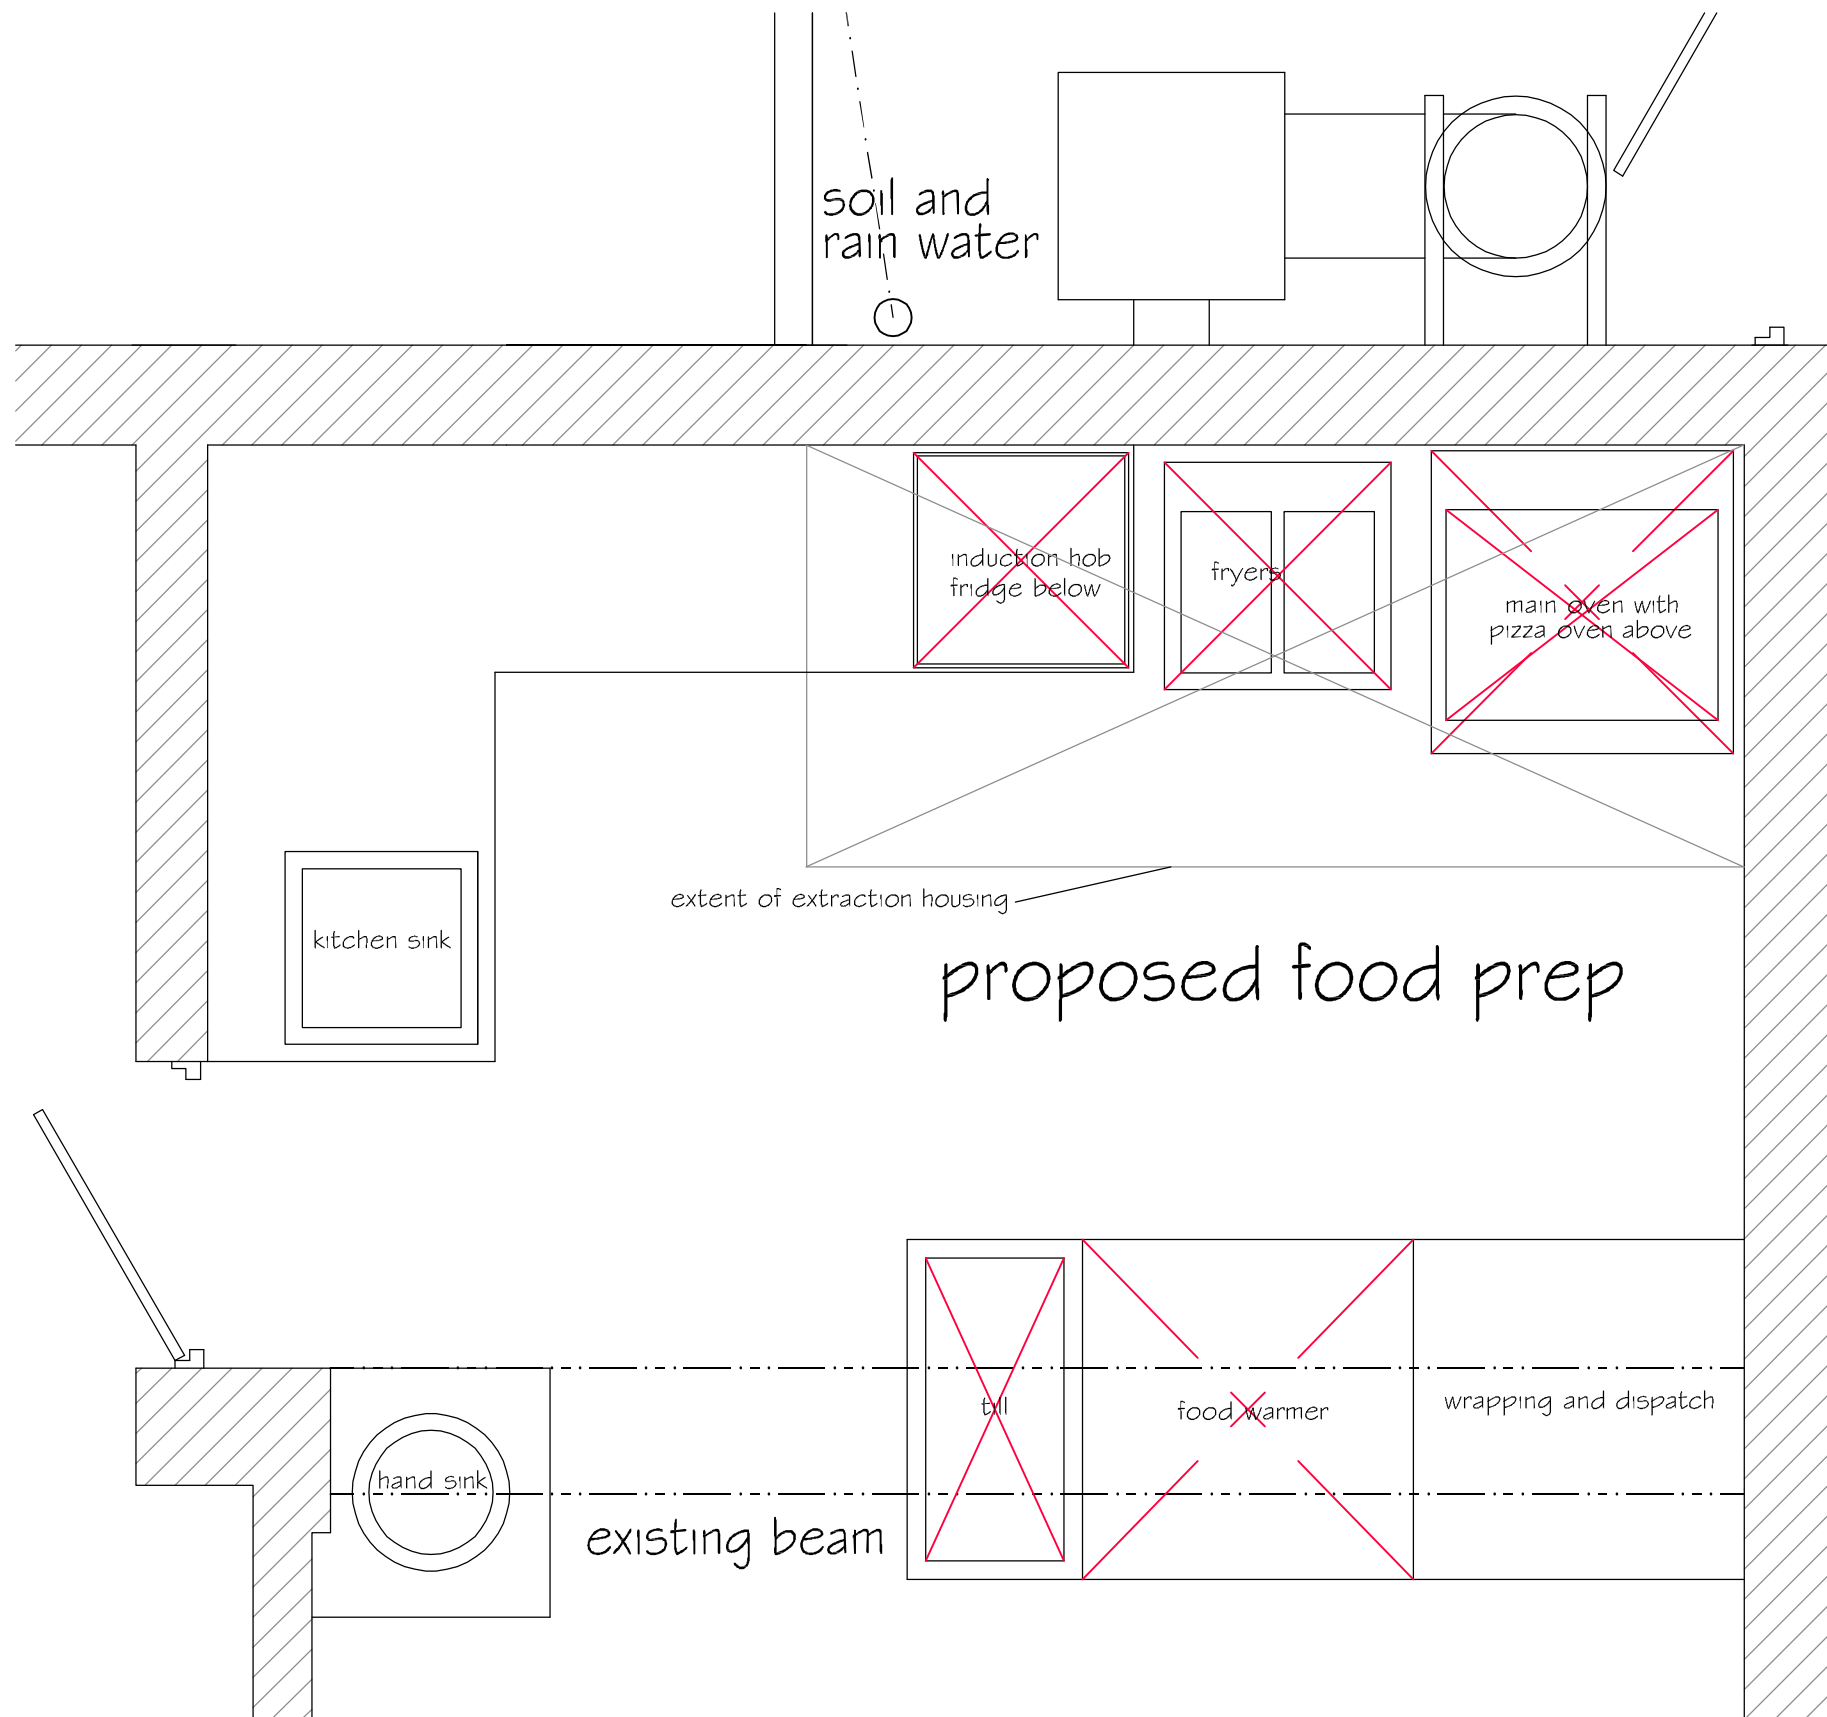 soil and
rain water
induction hob
fridge below
fryers
main oven with
pizza oven above
extent of extraction housing
kitchen sink
proposed food prep
till
food warmer
wrapping and dispatch
hand sink
existing beam